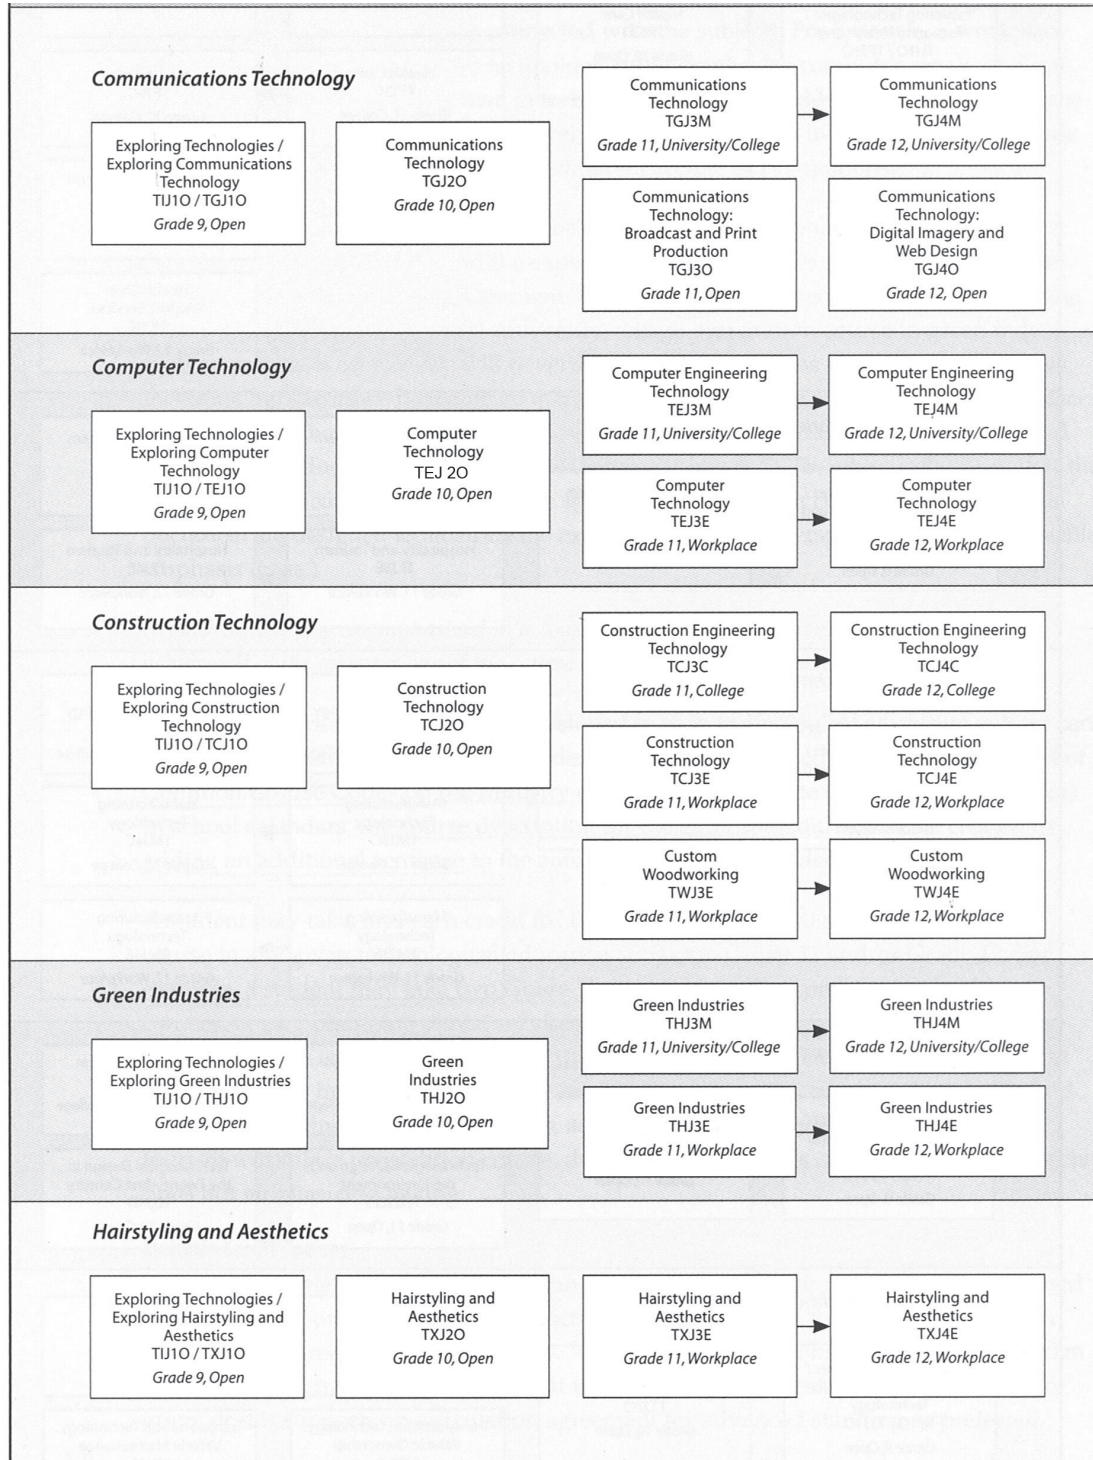 Communications Technology
Exploring Technologies /
Exploring Communications
Technology
TIJ1O / TGJ1O
Grade 9, Open
Communications
Technology
TGJ2O
Grade 10, Open
Communications
Technology
TGJ3M
Grade 11, University/College
Communications
Technology
TGJ4M
Grade 12, University/College
Communications
Technology:
Broadcast and Print
Production
TGJ3O
Grade 11, Open
Communications
Technology:
Digital Imagery and
Web Design
TGJ4O
Grade 12, Open
Computer Technology
Exploring Technologies /
Exploring Computer
Technology
TIJ1O / TEJ1O
Grade 9, Open
Computer
Technology
TEJ 2O
Grade 10, Open
Computer Engineering
Technology
TEJ3M
Grade 11, University/College
Computer Engineering
Technology
TEJ4M
Grade 12, University/College
Computer
Technology
TEJ3E
Grade 11, Workplace
Computer
Technology
TEJ4E
Grade 12, Workplace
Construction Technology
Exploring Technologies /
Exploring Construction
Technology
TIJ1O / TCJ1O
Grade 9, Open
Construction
Technology
TCJ2O
Grade 10, Open
Construction Engineering
Technology
TCJ3C
Grade 11, College
Construction Engineering
Technology
TCJ4C
Grade 12, College
Construction
Technology
TCJ3E
Grade 11, Workplace
Construction
Technology
TCJ4E
Grade 12, Workplace
Custom
Woodworking
TWJ3E
Grade 11, Workplace
Custom
Woodworking
TWJ4E
Grade 12, Workplace
Green Industries
Exploring Technologies /
Exploring Green Industries
TIJ1O / THJ1O
Grade 9, Open
Green
Industries
THJ2O
Grade 10, Open
Green Industries
THJ3M
Grade 11, University/College
Green Industries
THJ4M
Grade 12, University/College
Green Industries
THJ3E
Grade 11, Workplace
Green Industries
THJ4E
Grade 12, Workplace
Hairstyling and Aesthetics
Exploring Technologies /
Exploring Hairstyling and
Aesthetics
TIJ1O / TXJ1O
Grade 9, Open
Hairstyling and
Aesthetics
TXJ2O
Grade 10, Open
Hairstyling and
Aesthetics
TXJ3E
Grade 11, Workplace
Hairstyling and
Aesthetics
TXJ4E
Grade 12, Workplace